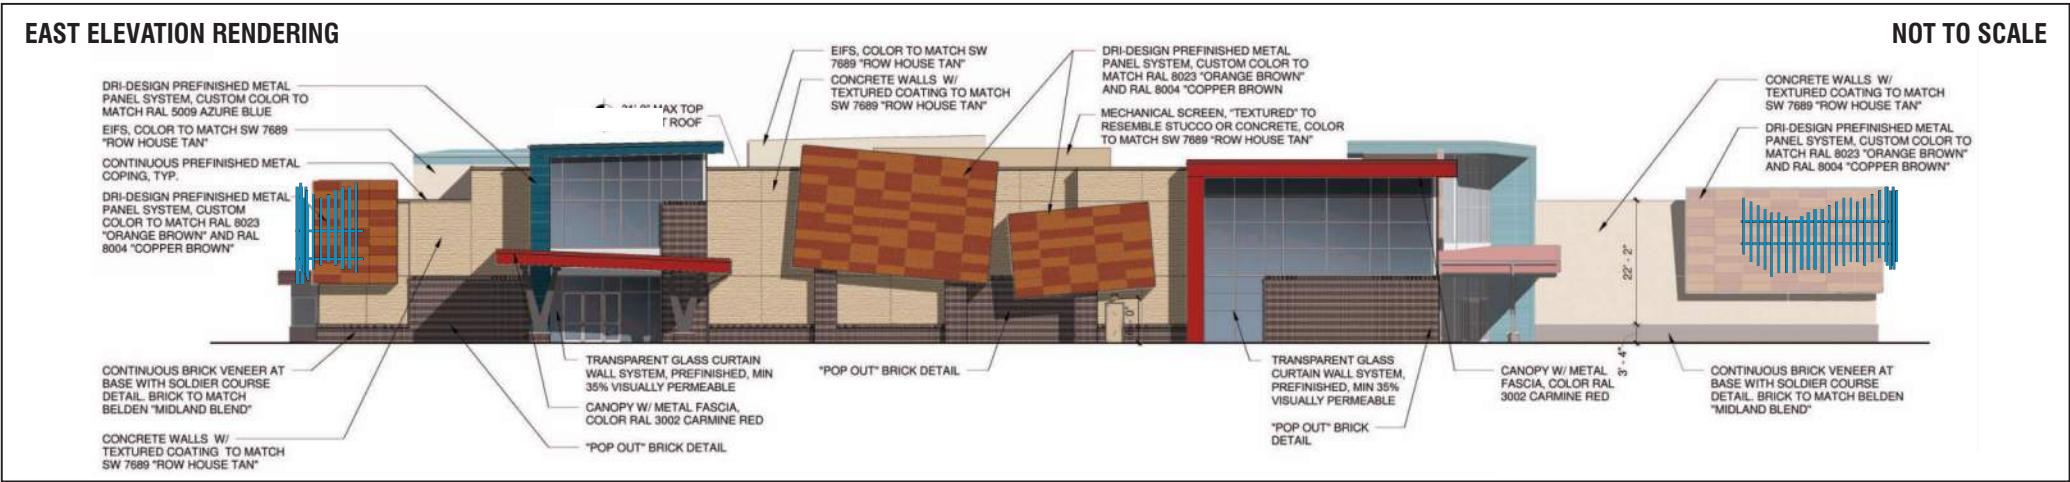 EAST ELEVATION RENDERING
NOT TO SCALE
DRI-DESIGN PREFINISHED METAL
PANEL SYSTEM, CUSTOM COLOR TO
MATCH RAL 5009 AZURE BLUE
EIFS, COLOR TO MATCH SW 7689
"ROW HOUSE TAN"
CONTINUOUS PREFINISHED METAL
COPING, TYP.
DRI-DESIGN PREFINISHED METAL
PANEL SYSTEM, CUSTOM
COLOR TO MATCH RAL 8023
"ORANGE BROWN" AND RAL
8004 "COPPER BROWN"
MAX TOP
ROOF
EIFS, COLOR TO MATCH SW
7689 "ROW HOUSE TAN"
CONCRETE WALLS W/
TEXTURED COATING TO MATCH
SW 7689 "ROW HOUSE TAN"
DRI-DESIGN PREFINISHED METAL
PANEL SYSTEM, CUSTOM COLOR TO
MATCH RAL 8023 "ORANGE BROWN"
AND RAL 8004 "COPPER BROWN
MECHANICAL SCREEN, "TEXTURED" TO
RESEMBLE STUCCO OR CONCRETE, COLOR
TO MATCH SW 7689 "ROW HOUSE TAN"
CONCRETE WALLS W/
TEXTURED COATING TO MATCH
SW 7689 "ROW HOUSE TAN"
DRI-DESIGN PREFINISHED METAL
PANEL SYSTEM, CUSTOM COLOR TO
MATCH RAL 8023 "ORANGE BROWN"
AND RAL 8004 "COPPER BROWN"
22' - 2"
3' - 4"
CONTINUOUS BRICK VENEER AT
BASE WITH SOLDIER COURSE
DETAIL. BRICK TO MATCH
BELDEN "MIDLAND BLEND"
CONCRETE WALLS W/
TEXTURED COATING TO MATCH
SW 7689 "ROW HOUSE TAN"
TRANSPARENT GLASS CURTAIN
WALL SYSTEM, PREFINISHED, MIN
35% VISUALLY PERMEABLE
CANOPY W/ METAL FASCIA,
COLOR RAL 3002 CARMINE RED
"POP OUT" BRICK DETAIL
"POP OUT" BRICK DETAIL
TRANSPARENT GLASS
CURTAIN WALL SYSTEM,
PREFINISHED, MIN 35%
VISUALLY PERMEABLE
"POP OUT" BRICK
DETAIL
CANOPY W/ METAL
FASCIA, COLOR RAL
3002 CARMINE RED
CONTINUOUS BRICK VENEER AT
BASE WITH SOLDIER COURSE
DETAIL. BRICK TO MATCH BELDEN
"MIDLAND BLEND"